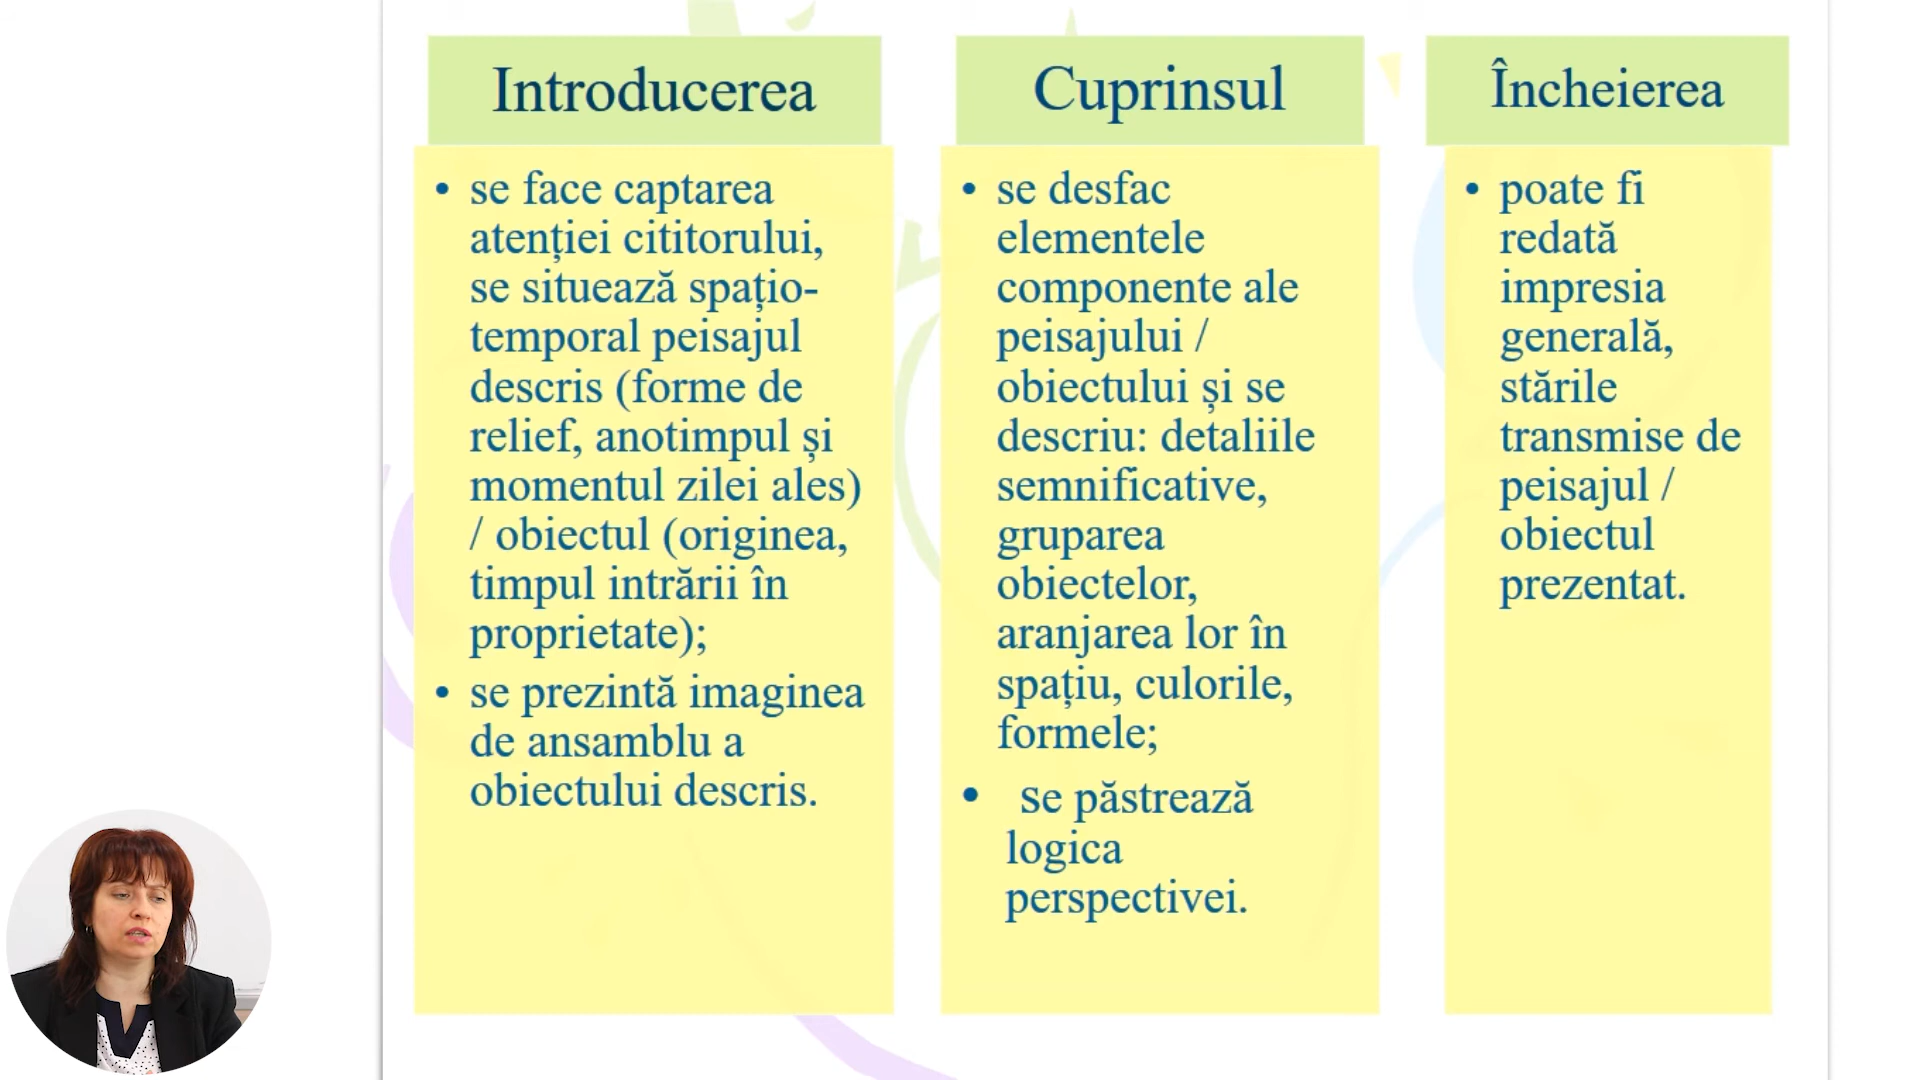 Introducerea
• se face captarea
atenției cititorului,
se situează spațio-
temporal peisajul
descris (forme de
relief, anotimpul și
momentul zilei ales)
/ obiectul (originea,
timpul intrării în
proprietate);
• se prezintă imaginea
de ansamblu a
obiectului descris.
Cuprinsul
• se desfac
elementele
componente ale
peisajului /
obiectului și se
descriu: detaliile
semnificative,
gruparea
obiectelor,
aranjarea lor în
spațiu, culorile,
formele;
• se păstrează
logica
perspectivei.
Încheierea
• poate fi
redată
impresia
generală,
stările
transmise de
peisajul /
obiectul
prezentat.